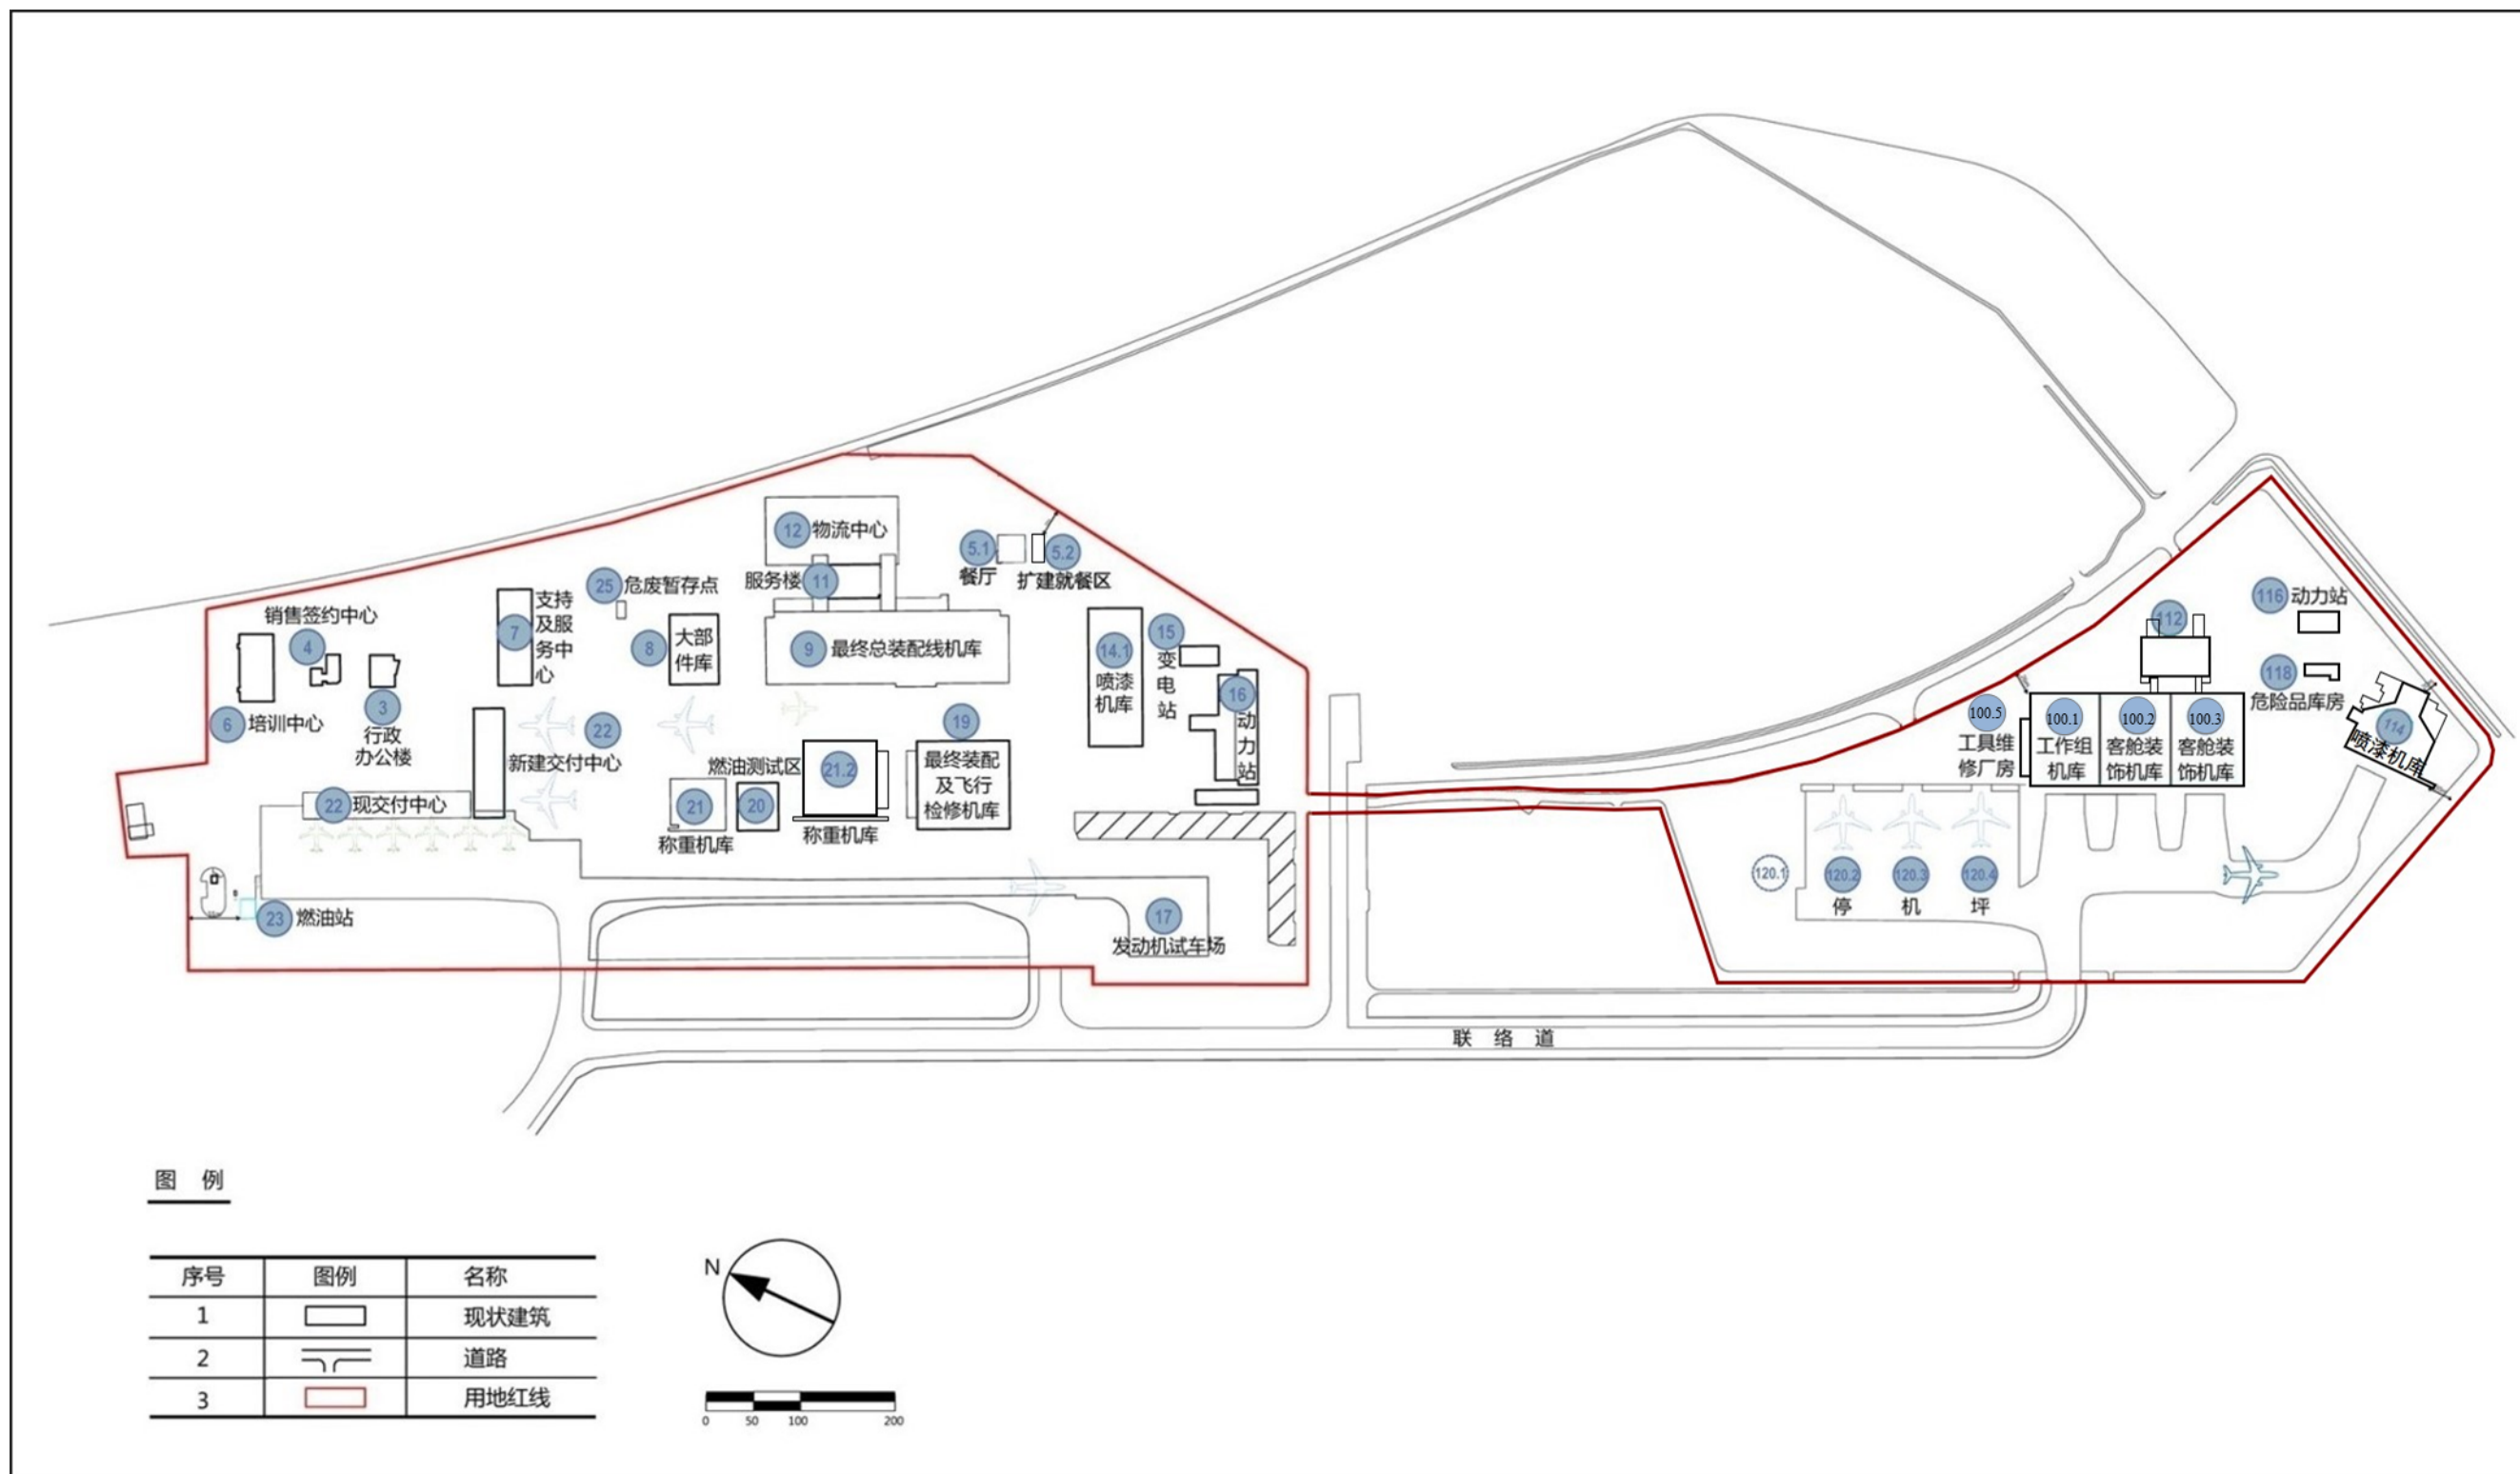 12 物流中心
5.1
餐厅
5.2
扩建就餐区
服务楼 11
25 危废暂存点
销售签约中心
4
7
支持
及服
务中
心
8
大部
件库
9 最终总装配线机库
14.1
喷漆
机库
15
变
电
站
16
动
力
站
6 培训中心
3
行政
办公楼
22
新建交付中心
19
最终装配
及飞行
检修机库
燃油测试区
21.2
称重机库
21
称重机库
20
22 现交付中心
23 燃油站
17
发动机试车场
116 动力站
112
118
危险品库房
114
喷漆机库
100.5
工具维
修厂房
100.1
工作组
机库
100.2
客舱装
饰机库
100.3
客舱装
饰机库
120.1
120.2
120.3
120.4
停 机 坪
联 络 道
图 例
序号 图例 名称
1 现状建筑
2 道路
3 用地红线
N
0 50 100 200